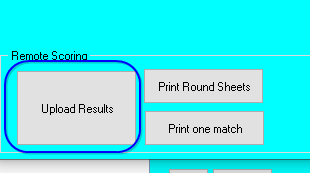 Remote Scoring
Upload Results
Print Round Sheets
Print one match